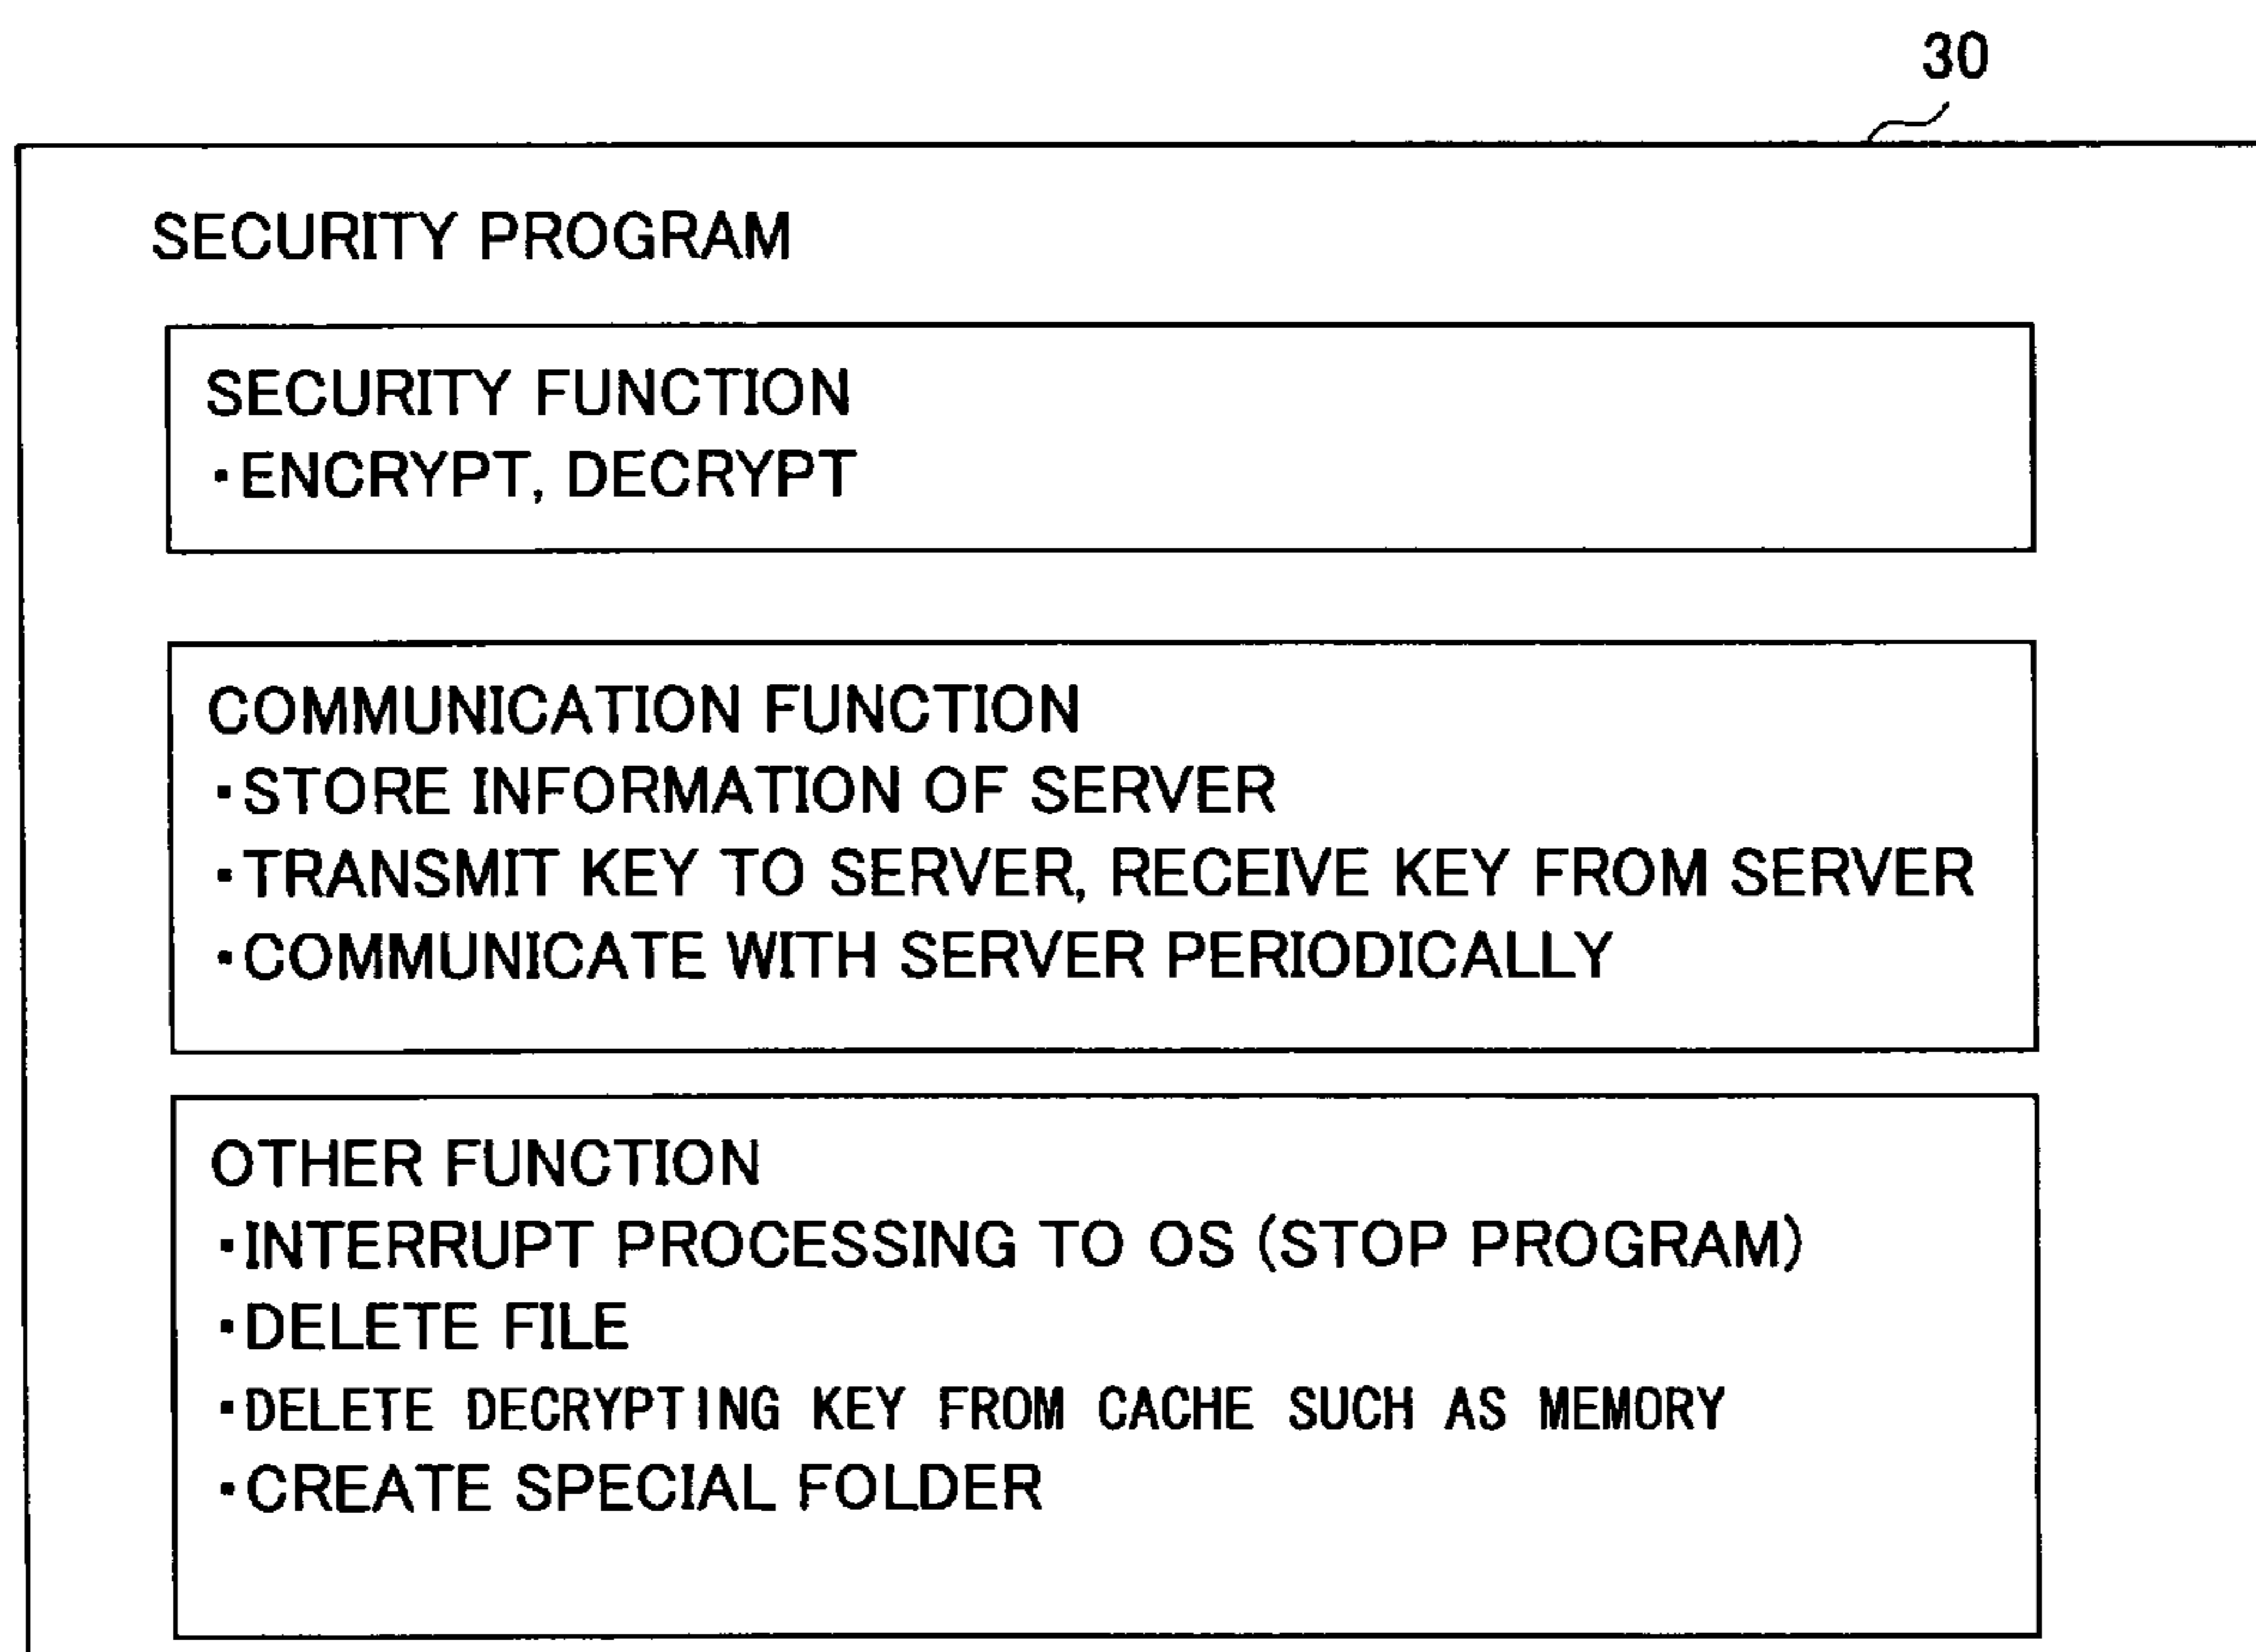 30
SECURITY PROGRAM
SECURITY FUNCTION
・ENCRYPT, DECRYPT
COMMUNICATION FUNCTION
・STORE INFORMATION OF SERVER
・TRANSMIT KEY TO SERVER, RECEIVE KEY FROM SERVER
・COMMUNICATE WITH SERVER PERIODICALLY
OTHER FUNCTION
・INTERRUPT PROCESSING TO OS (STOP PROGRAM)
・DELETE FILE
・DELETE DECRYPTING KEY FROM CACHE SUCH AS MEMORY
・CREATE SPECIAL FOLDER